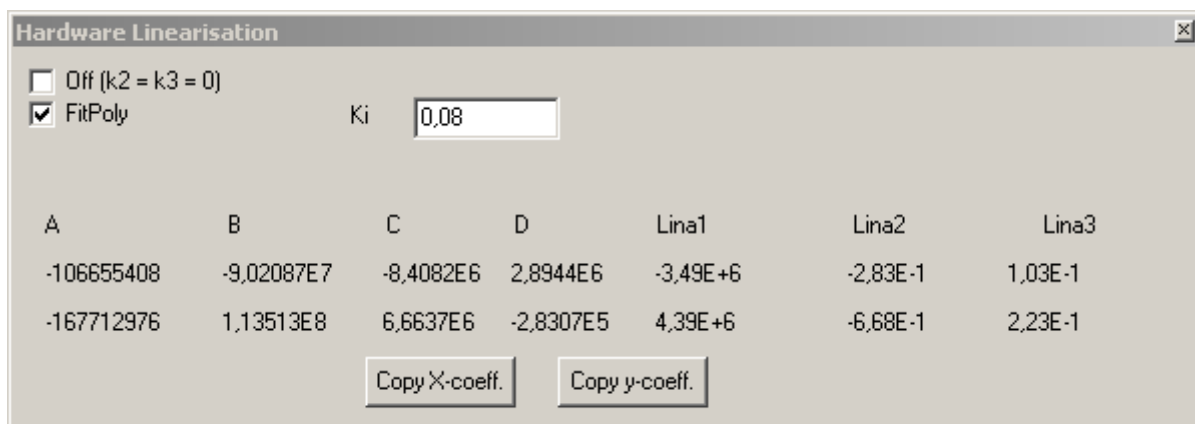 Hardware Linearisation
Off (k2 = k3 = 0)
FitPoly Ki 0,08
A B C D Lina1 Lina2 Lina3
-106655408 -9,02087E7 -8,4082E6 2,8944E6 -3,49E+6 -2,83E-1 1,03E-1
-167712976 1,13513E8 6,6637E6 -2,8307E5 4,39E+6 -6,68E-1 2,23E-1
Copy X-coeff. Copy y-coeff.